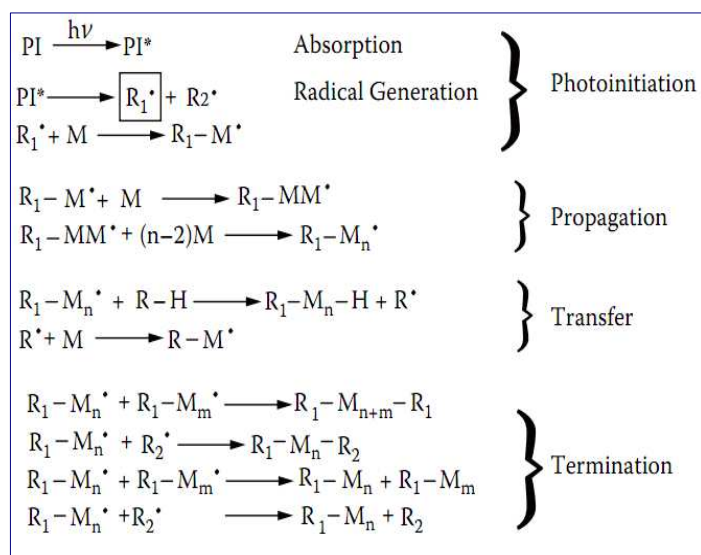 PI —hν→ PI* Absorption
PI* ⟶ R₁• + R₂• Radical Generation
R₁• + M ⟶ R₁–M•
Photoinitiation
R₁–M• + M ⟶ R₁–MM•
R₁–MM• + (n–2)M ⟶ R₁–Mₙ•
Propagation
R₁–Mₙ• + R–H ⟶ R₁–Mₙ–H + R•
R• + M ⟶ R–M•
Transfer
R₁–Mₙ• + R₁–Mₘ• ⟶ R₁–Mₙ₊ₘ–R₁
R₁–Mₙ• + R₂• ⟶ R₁–Mₙ–R₂
R₁–Mₙ• + R₁–Mₘ• ⟶ R₁–Mₙ + R₁–Mₘ
R₁–Mₙ• +R₂• ⟶ R₁–Mₙ + R₂
Termination